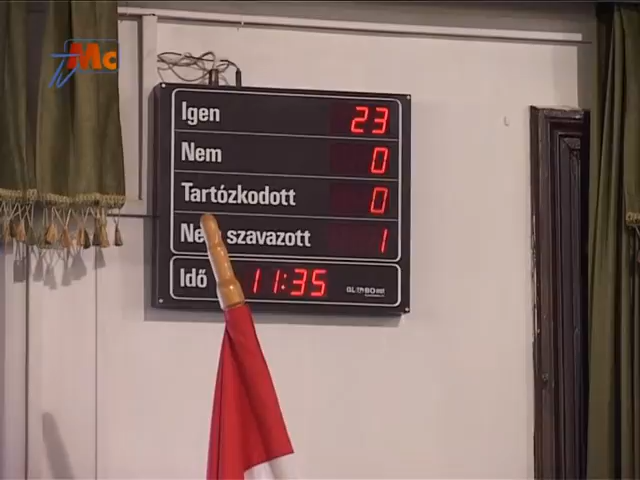 Mc
Igen 23
Nem 0
Tartózkodott 0
szavazott 1
Idő 11:35